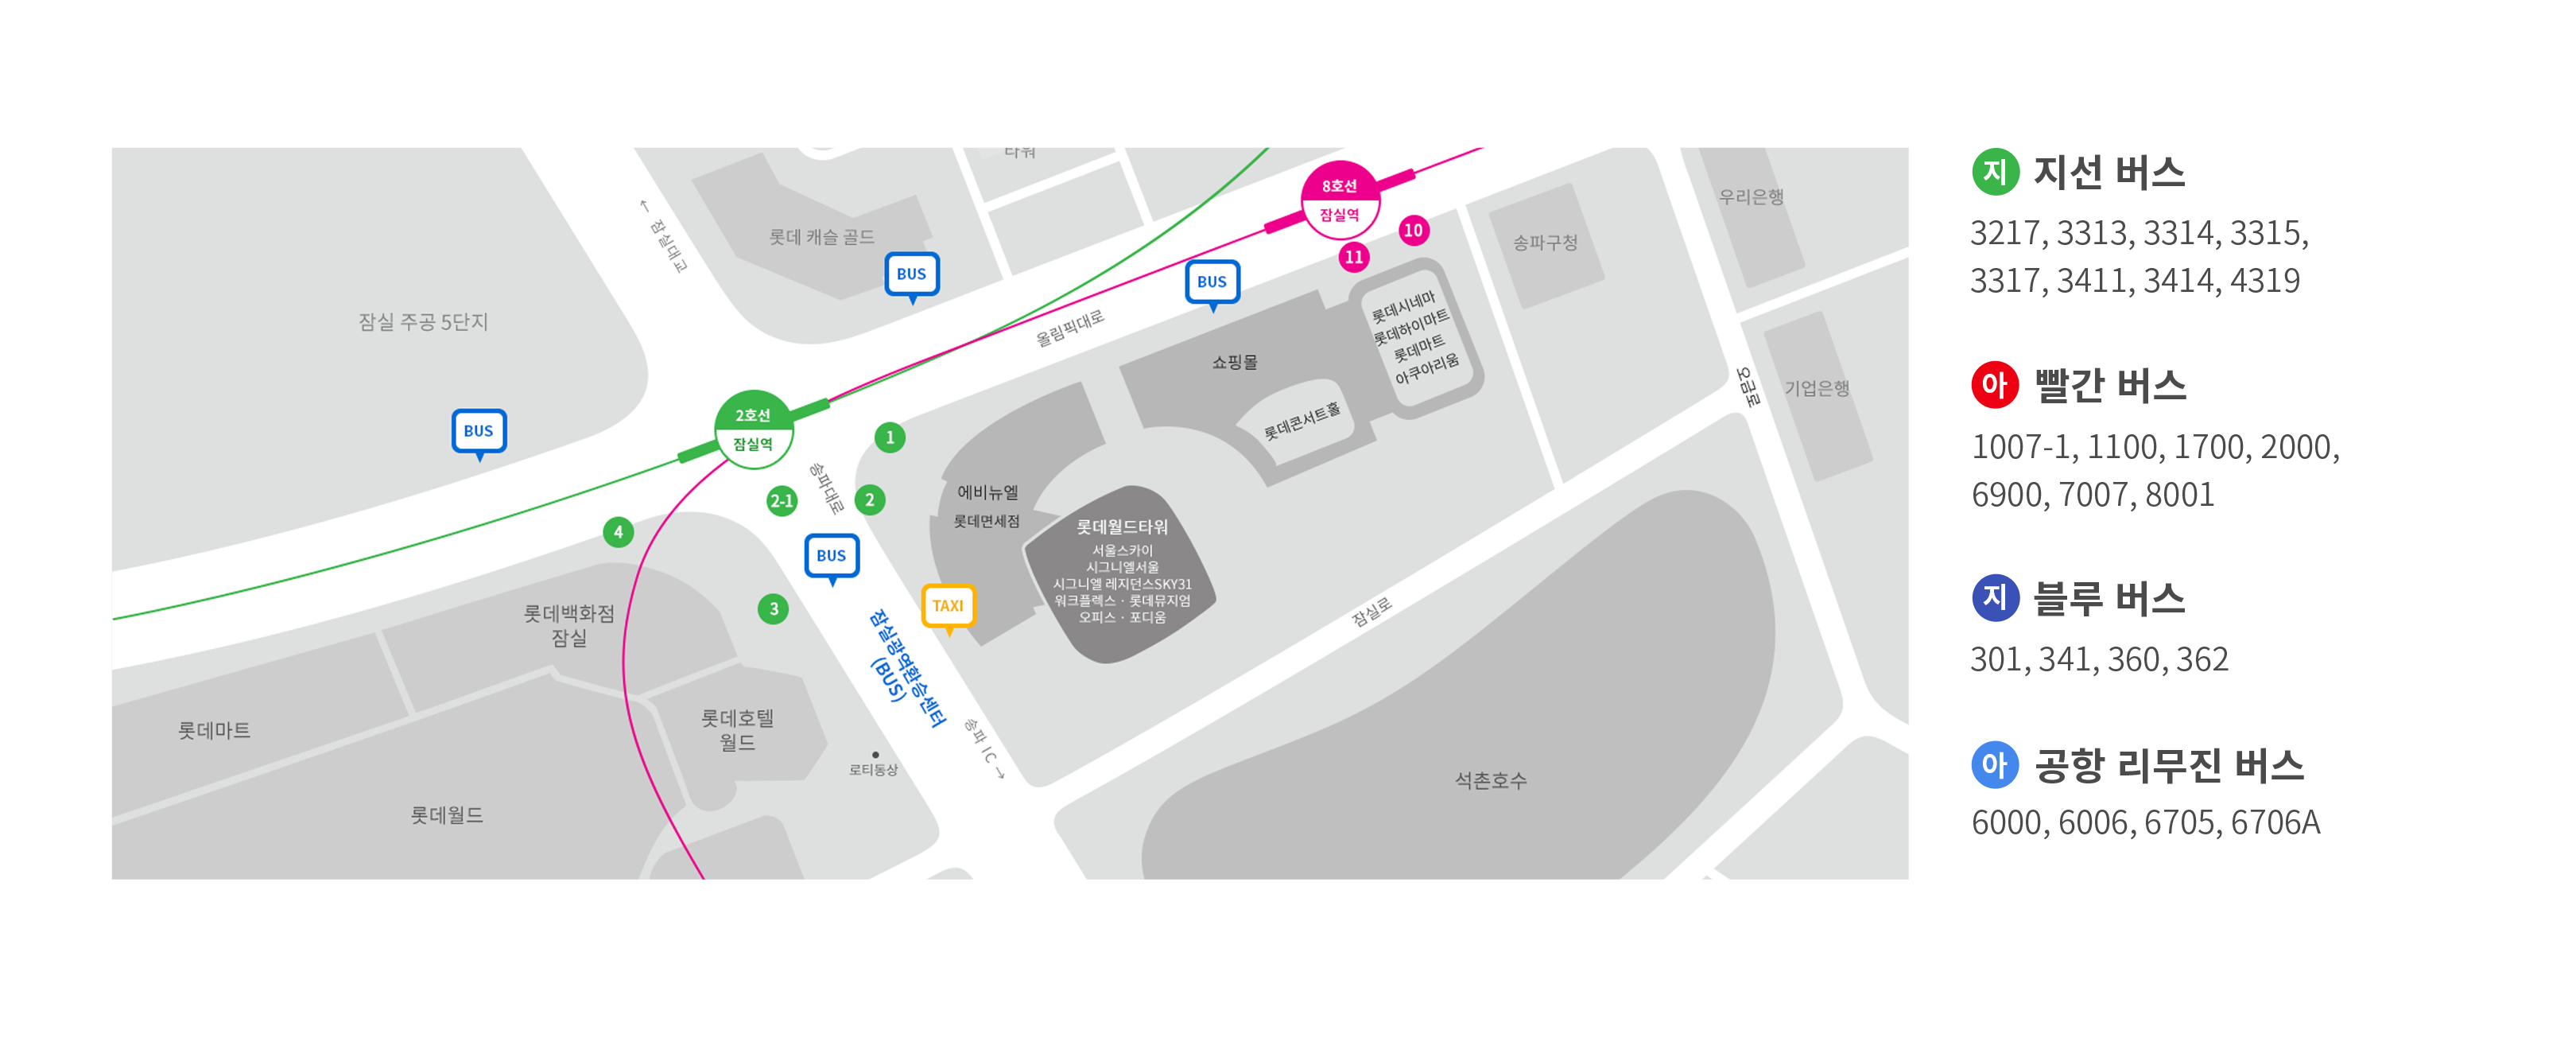 타워
8호선
잠실역
10
11
우리은행
송파구청
← 잠실대교
롯데 캐슬 골드
BUS
BUS
잠실 주공 5단지
올림픽대로
쇼핑몰
롯데시네마
롯데하이마트
롯데마트
아쿠아리움
오금로
기업은행
BUS
2호선
잠실역
1
롯데콘서트홀
송파대로
2-1
2
4
에비뉴엘
롯데면세점
BUS
롯데월드타워
서울스카이
시그니엘서울
시그니엘 레지던스SKY31
워크플렉스 · 롯데뮤지엄
오피스 · 포디움
3
TAXI
롯데백화점
잠실
잠실광역환승센터
(BUS)
잠실로
롯데마트
롯데호텔
월드
송파 IC →
로티동상
석촌호수
롯데월드
지 지선 버스
3217, 3313, 3314, 3315,
3317, 3411, 3414, 4319
아 빨간 버스
1007-1, 1100, 1700, 2000,
6900, 7007, 8001
지 블루 버스
301, 341, 360, 362
아 공항 리무진 버스
6000, 6006, 6705, 6706A